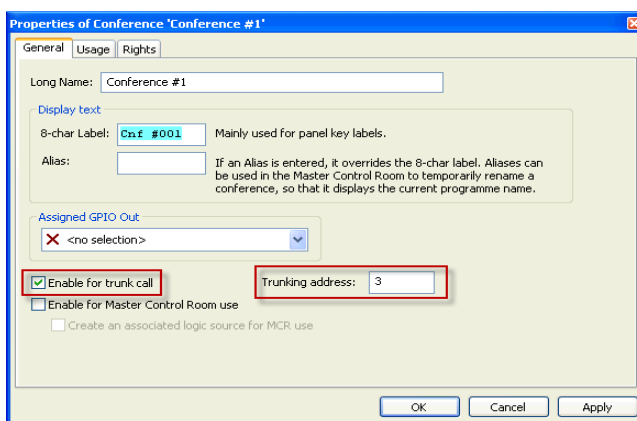 Properties of Conference 'Conference #1'
General Usage Rights
Long Name: Conference #1
Display text
8-char Label: Cnf #001 Mainly used for panel key labels.
Alias: If an Alias is entered, it overrides the 8-char label. Aliases can
be used in the Master Control Room to temporarily rename a
conference, so that it displays the current programme name.
Assigned GPIO Out
<no selection>
Enable for trunk call Trunking address: 3
Enable for Master Control Room use
Create an associated logic source for MCR use
OK Cancel Apply